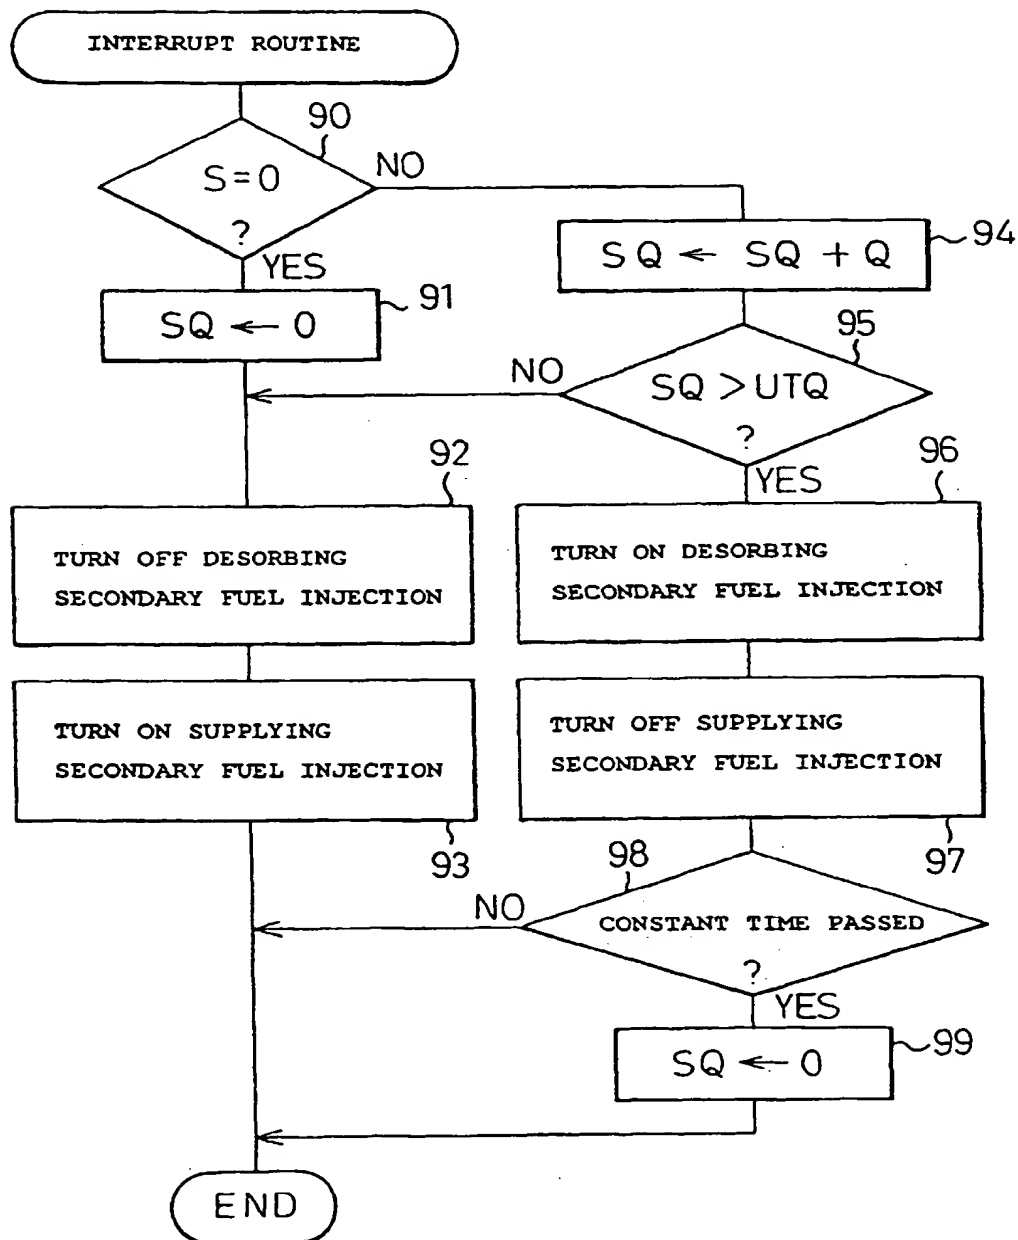 INTERRUPT ROUTINE
90
S=0
?
NO
YES
91
SQ ← 0
94
SQ ← SQ + Q
95
SQ > UTQ
?
NO
YES
92
TURN OFF DESORBING
SECONDARY FUEL INJECTION
96
TURN ON DESORBING
SECONDARY FUEL INJECTION
TURN ON SUPPLYING
SECONDARY FUEL INJECTION
93
TURN OFF SUPPLYING
SECONDARY FUEL INJECTION
97
98
CONSTANT TIME PASSED
?
NO
YES
99
SQ ← 0
END